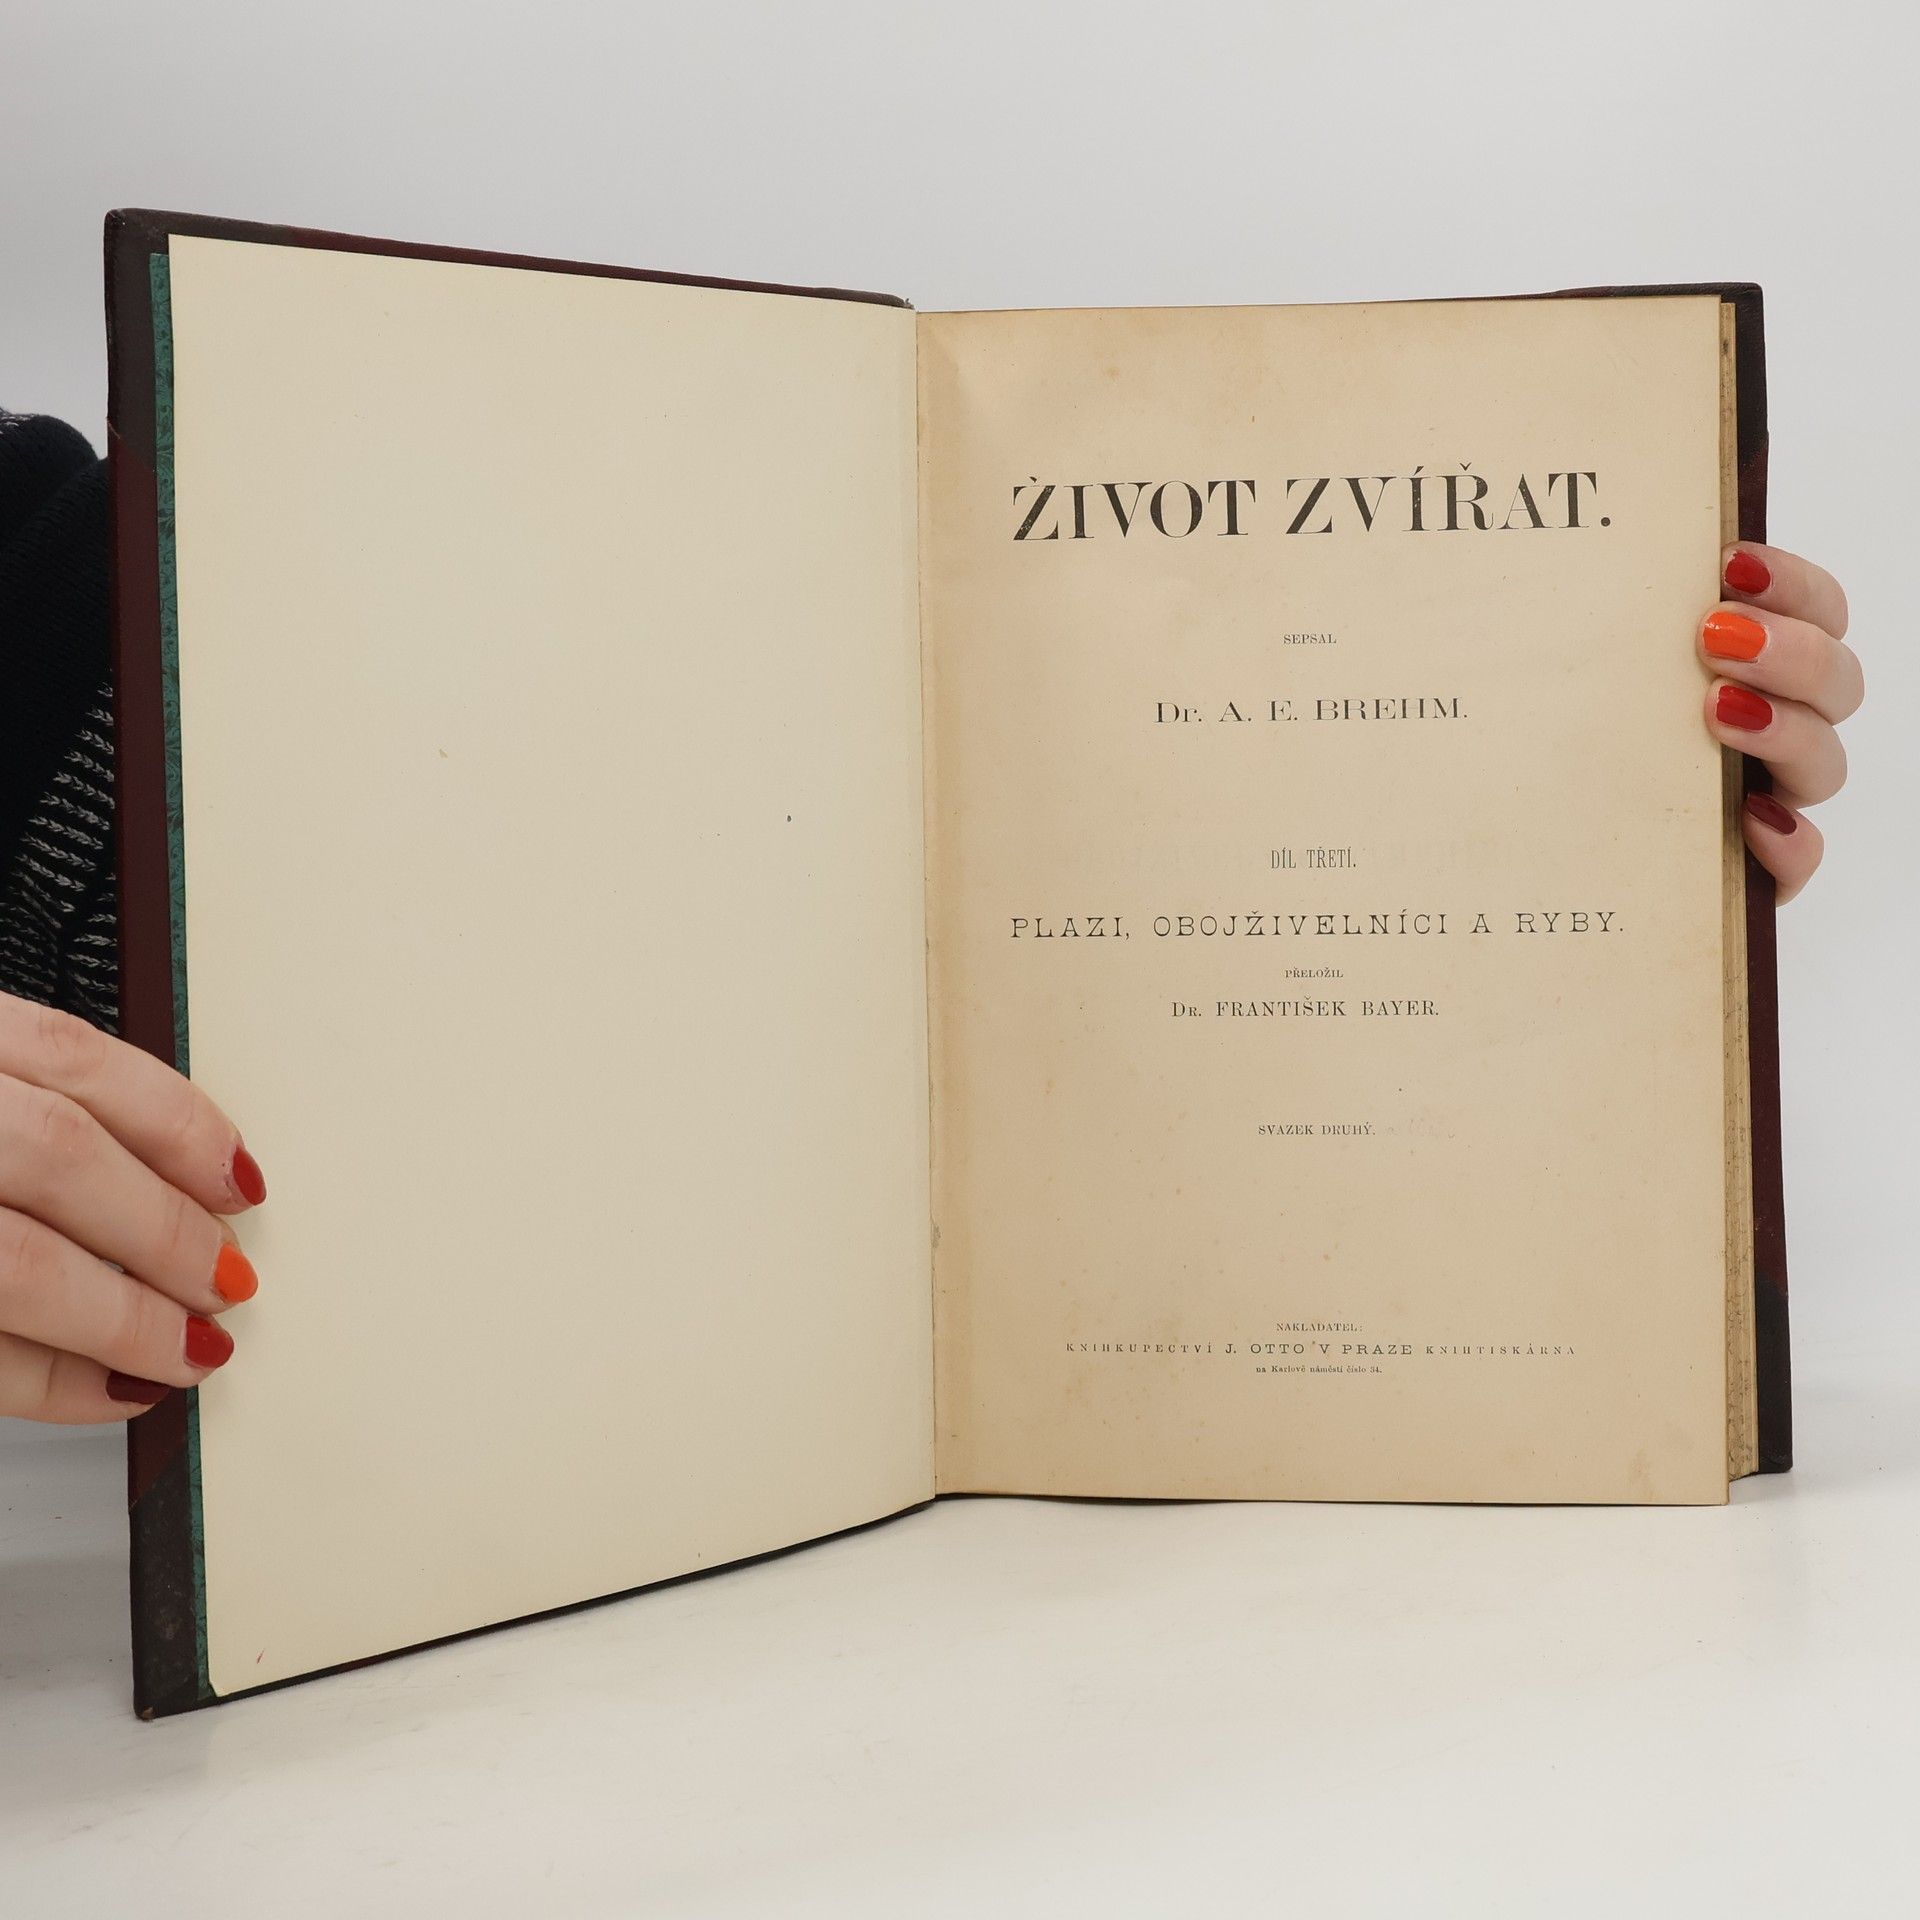 ŽIVOT ZVÍŘAT.
SEPSAL
Dr. A. E. BREHM.
DÍL TŘETÍ.
PLAZI, OBOJŽIVELNÍCI A RYBY.
PŘELOŽIL
DR. FRANTIŠEK BAYER.
SVAZEK DRUHÝ.
NAKLADATEL:
KNIHKUPECTVÍ J. OTTO V PRAZE KNIHTISKÁRNA
na Karlově náměstí číslo 34.